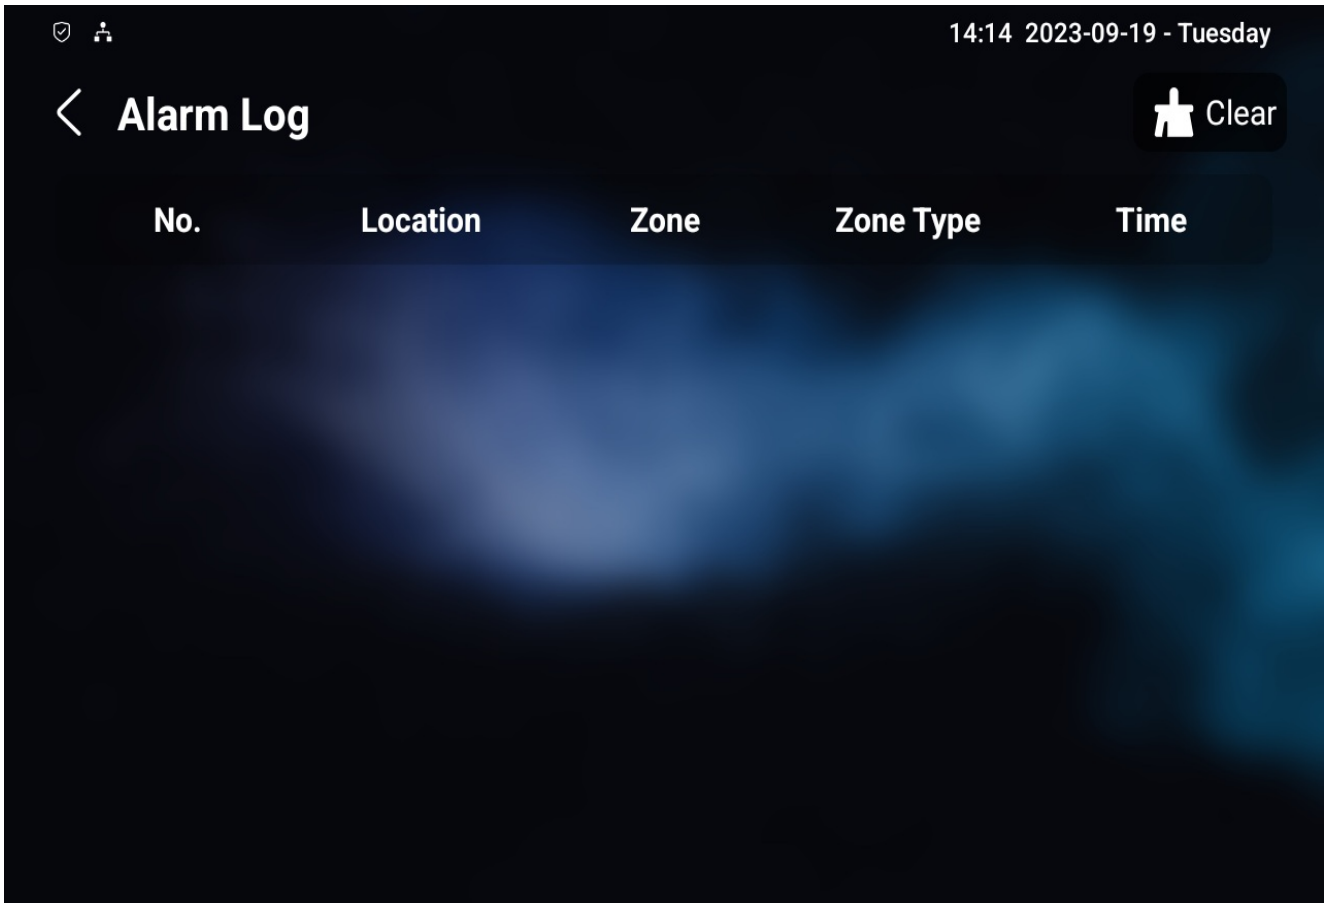 14:14 2023-09-19 - Tuesday
Alarm Log
Clear
No. Location Zone Zone Type Time